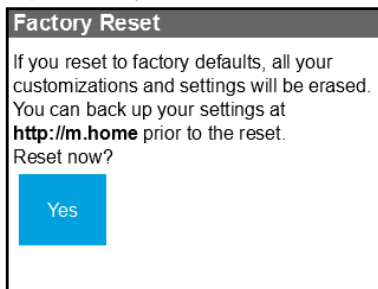 Factory Reset
If you reset to factory defaults, all your
customizations and settings will be erased.
You can back up your settings at
http://m.home prior to the reset.
Reset now?
Yes